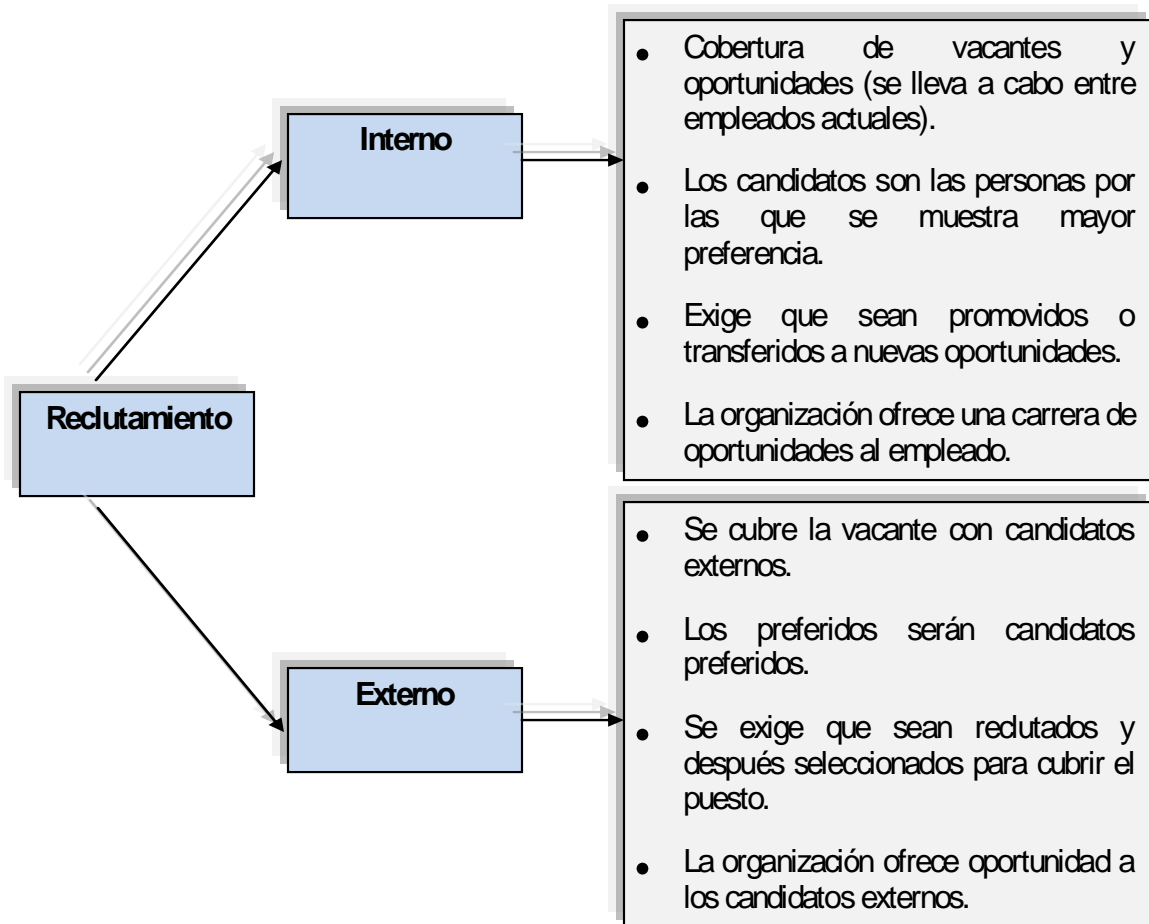 Reclutamiento
Interno
● Cobertura de vacantes y
oportunidades (se lleva a cabo entre
empleados actuales).
● Los candidatos son las personas por
las que se muestra mayor
preferencia.
● Exige que sean promovidos o
transferidos a nuevas oportunidades.
● La organización ofrece una carrera de
oportunidades al empleado.
Externo
● Se cubre la vacante con candidatos
externos.
● Los preferidos serán candidatos
preferidos.
● Se exige que sean reclutados y
después seleccionados para cubrir el
puesto.
● La organización ofrece oportunidad a
los candidatos externos.